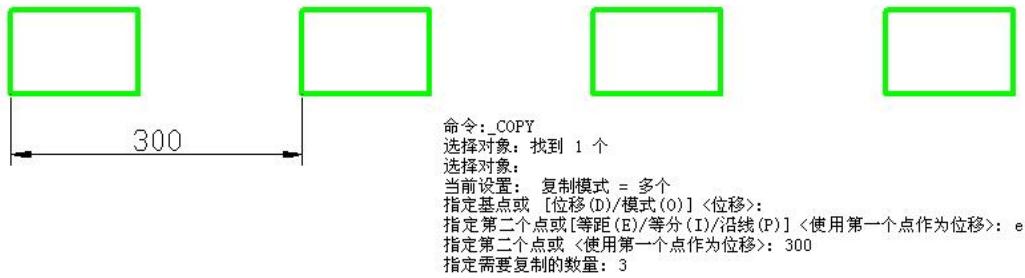 300
命令:_COPY
选择对象: 找到 1 个
选择对象:
当前设置:  复制模式 = 多个
指定基点或 [位移(D)/模式(O)] <位移>:
指定第二个点或[等距(E)/等分(I)/沿线(P)] <使用第一个点作为位移>: e
指定第二个点或 <使用第一个点作为位移>: 300
指定需要复制的数量: 3